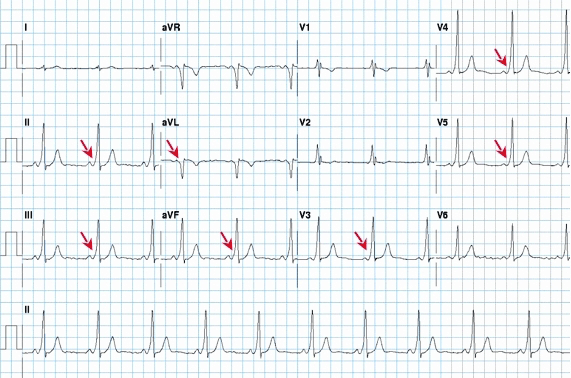 I aVR V1 V4
II aVL V2 V5
III aVF V3 V6
II